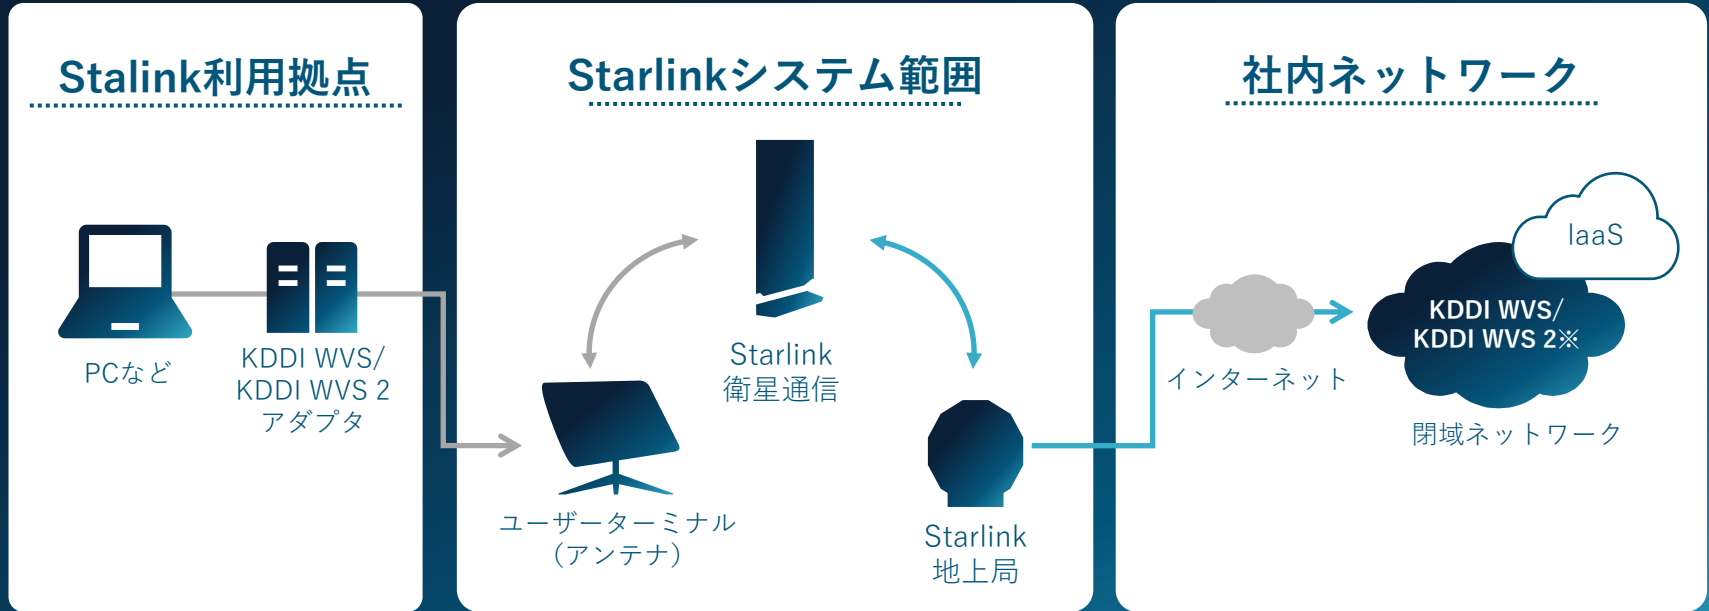 Stalink利用拠点
PCなど
KDDI WVS/
KDDI WVS 2
アダプタ
Starlinkシステム範囲
Starlink
衛星通信
ユーザーターミナル
（アンテナ）
Starlink
地上局
社内ネットワーク
IaaS
KDDI WVS/
KDDI WVS 2※
インターネット
閉域ネットワーク